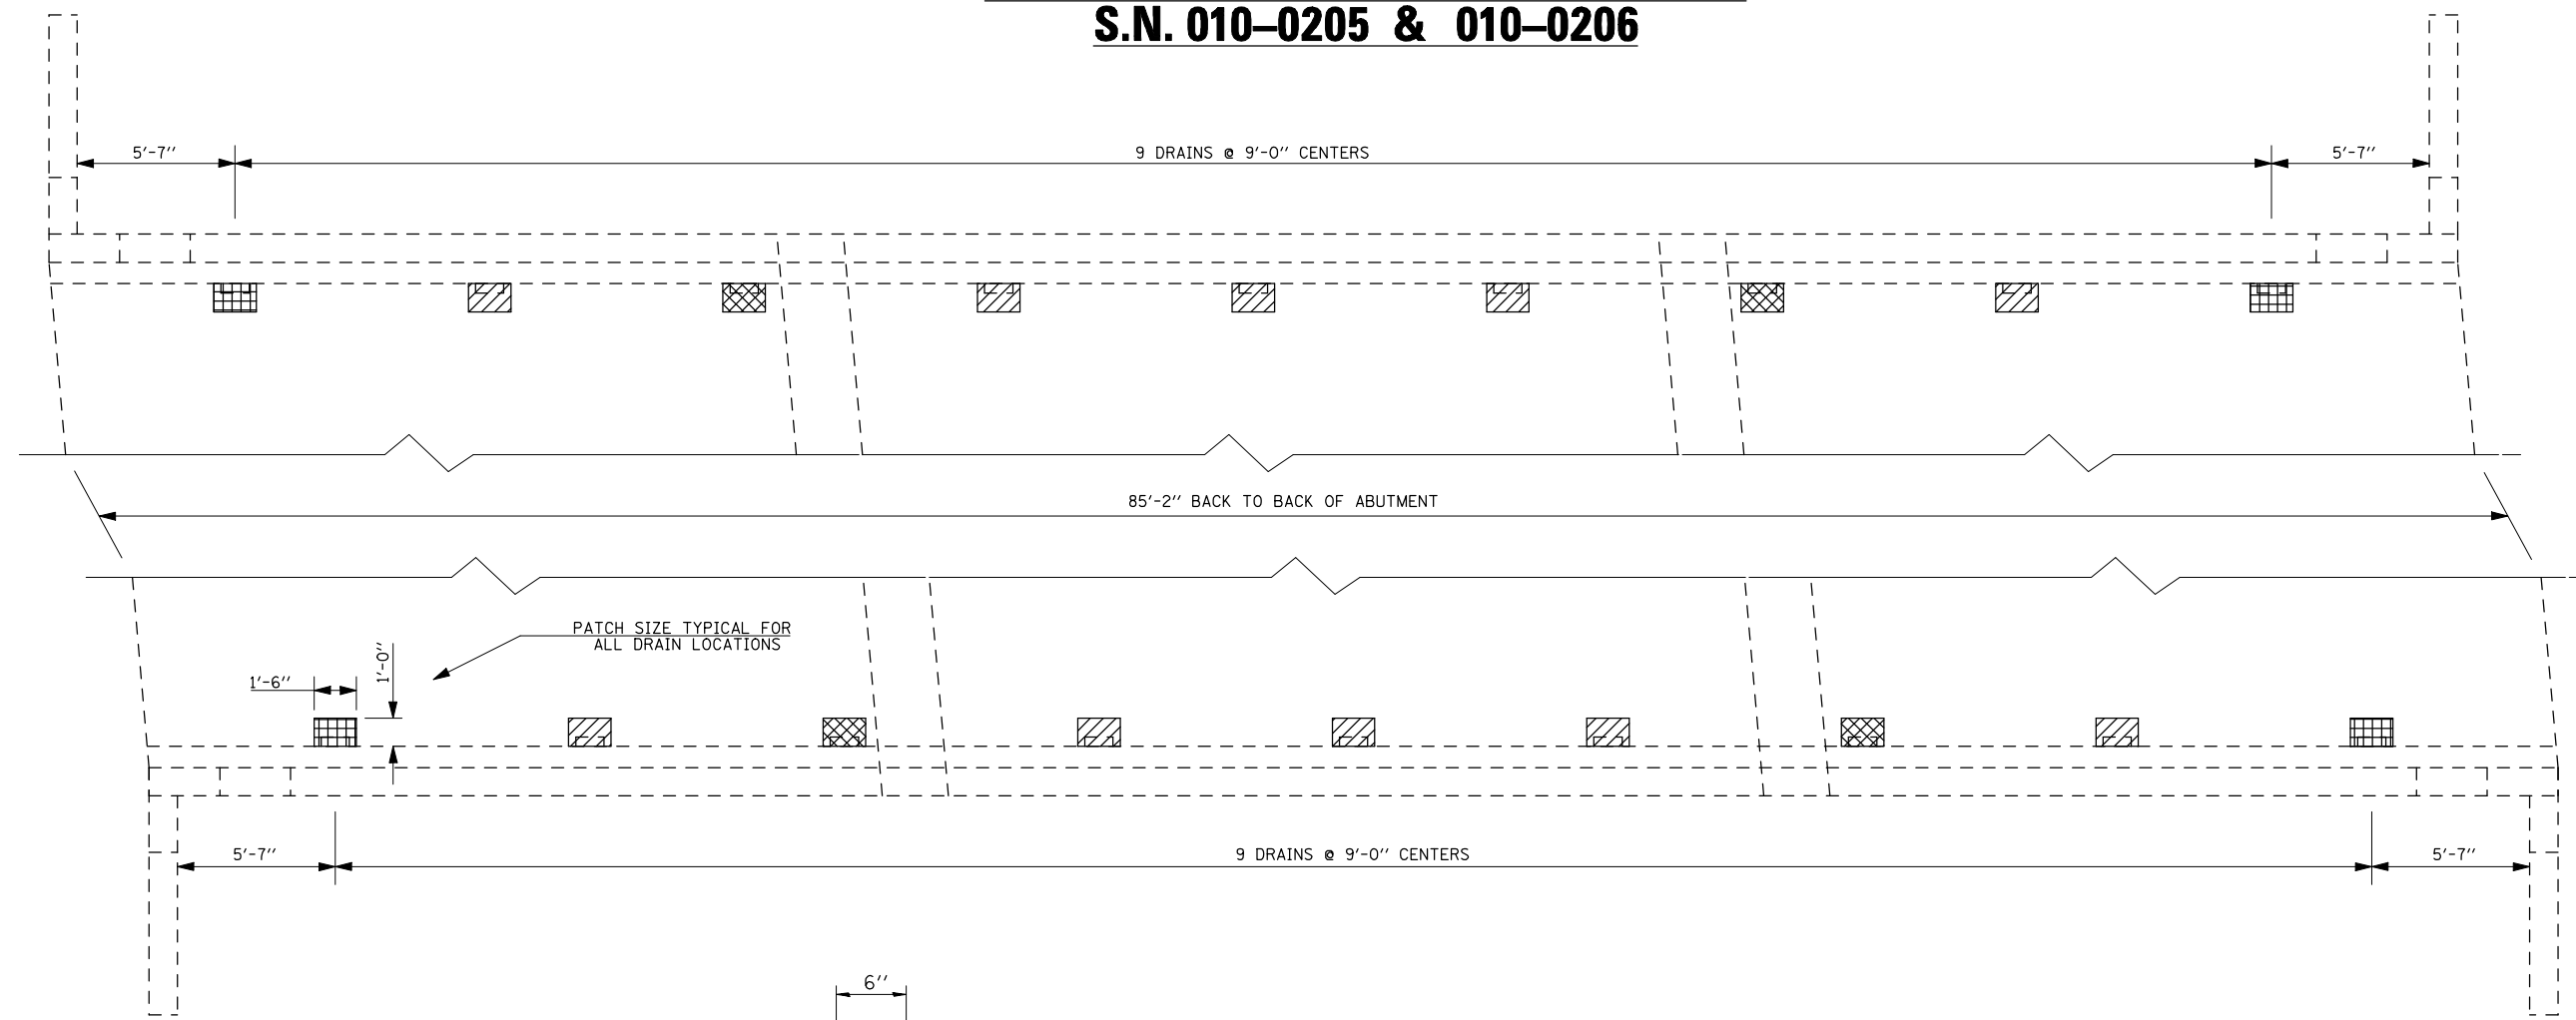 S.N. 010–0205 & 010–0206
5'-7"
9 DRAINS @ 9'-0" CENTERS
5'-7"
85'-2" BACK TO BACK OF ABUTMENT
PATCH SIZE TYPICAL FOR
ALL DRAIN LOCATIONS
1'-0"
1'-6"
5'-7"
9 DRAINS @ 9'-0" CENTERS
5'-7"
6"